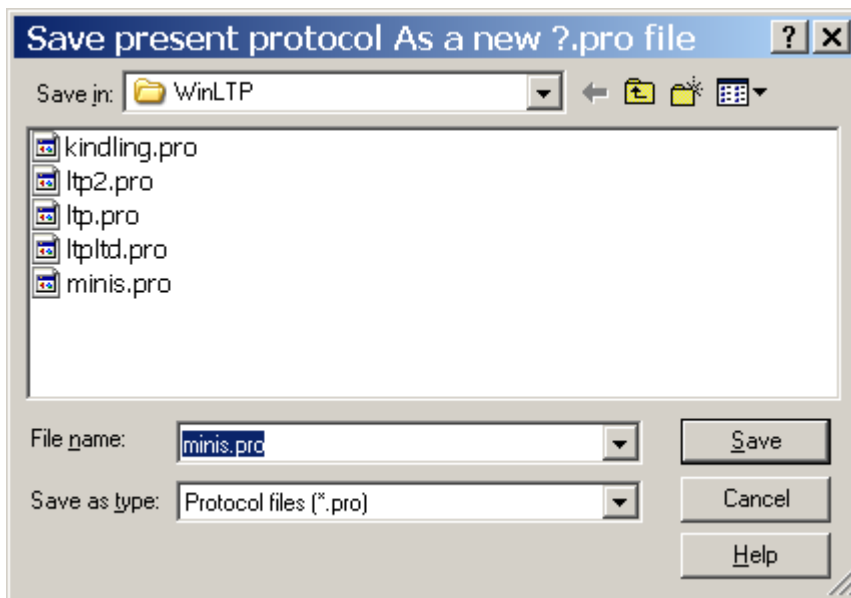 Save present protocol As a new ?.pro file
Save in: WinLTP
kindling.pro
ltp2.pro
ltp.pro
ltpltd.pro
minis.pro
File name: minis.pro Save
Save as type: Protocol files (*.pro) Cancel
Help